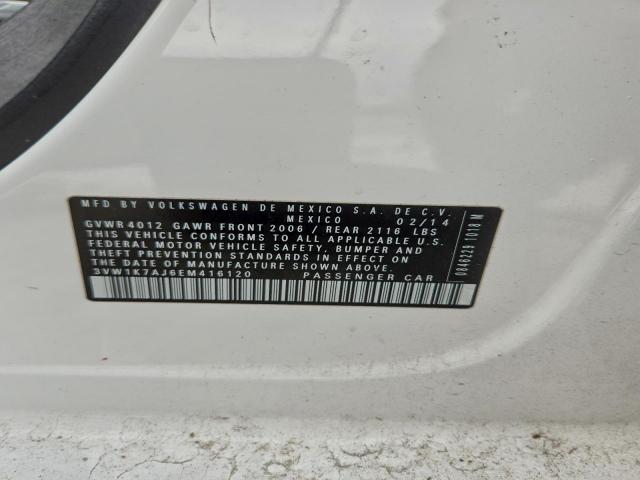 MFD BY VOLKSWAGEN DE MEXICO S.A. DE C.V.
MEXICO 02/14
GVWR 4012 GAWR FRONT 2006 / REAR 2116 LBS
THIS VEHICLE CONFORMS TO ALL APPLICABLE U.S.
FEDERAL MOTOR VEHICLE SAFETY, BUMPER AND
THEFT PREVENTION STANDARDS IN EFFECT ON
THE DATE OF MANUFACTURE SHOWN ABOVE.
3VW1K7AJ6EM416120 PASSENGER CAR
0846229 1018 M